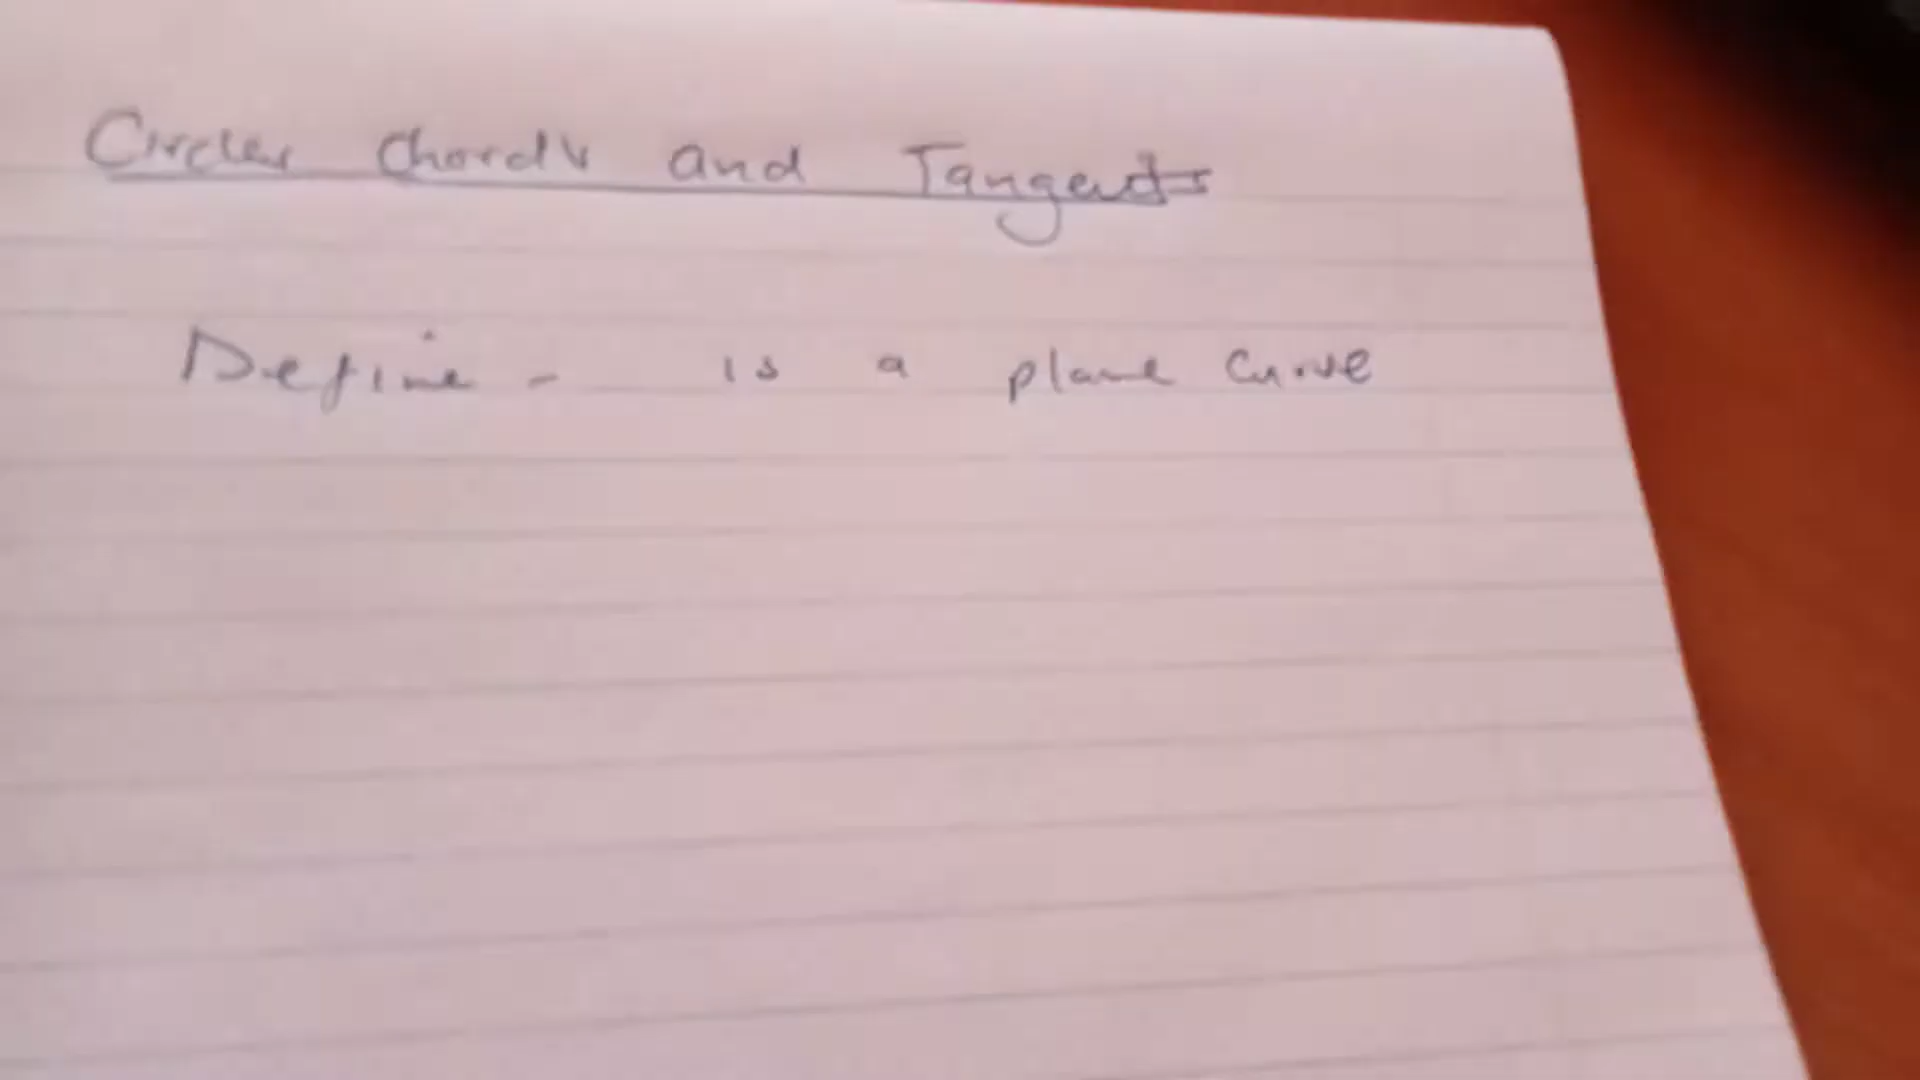 Circles Chords and Tangents
Define - is a plane curve